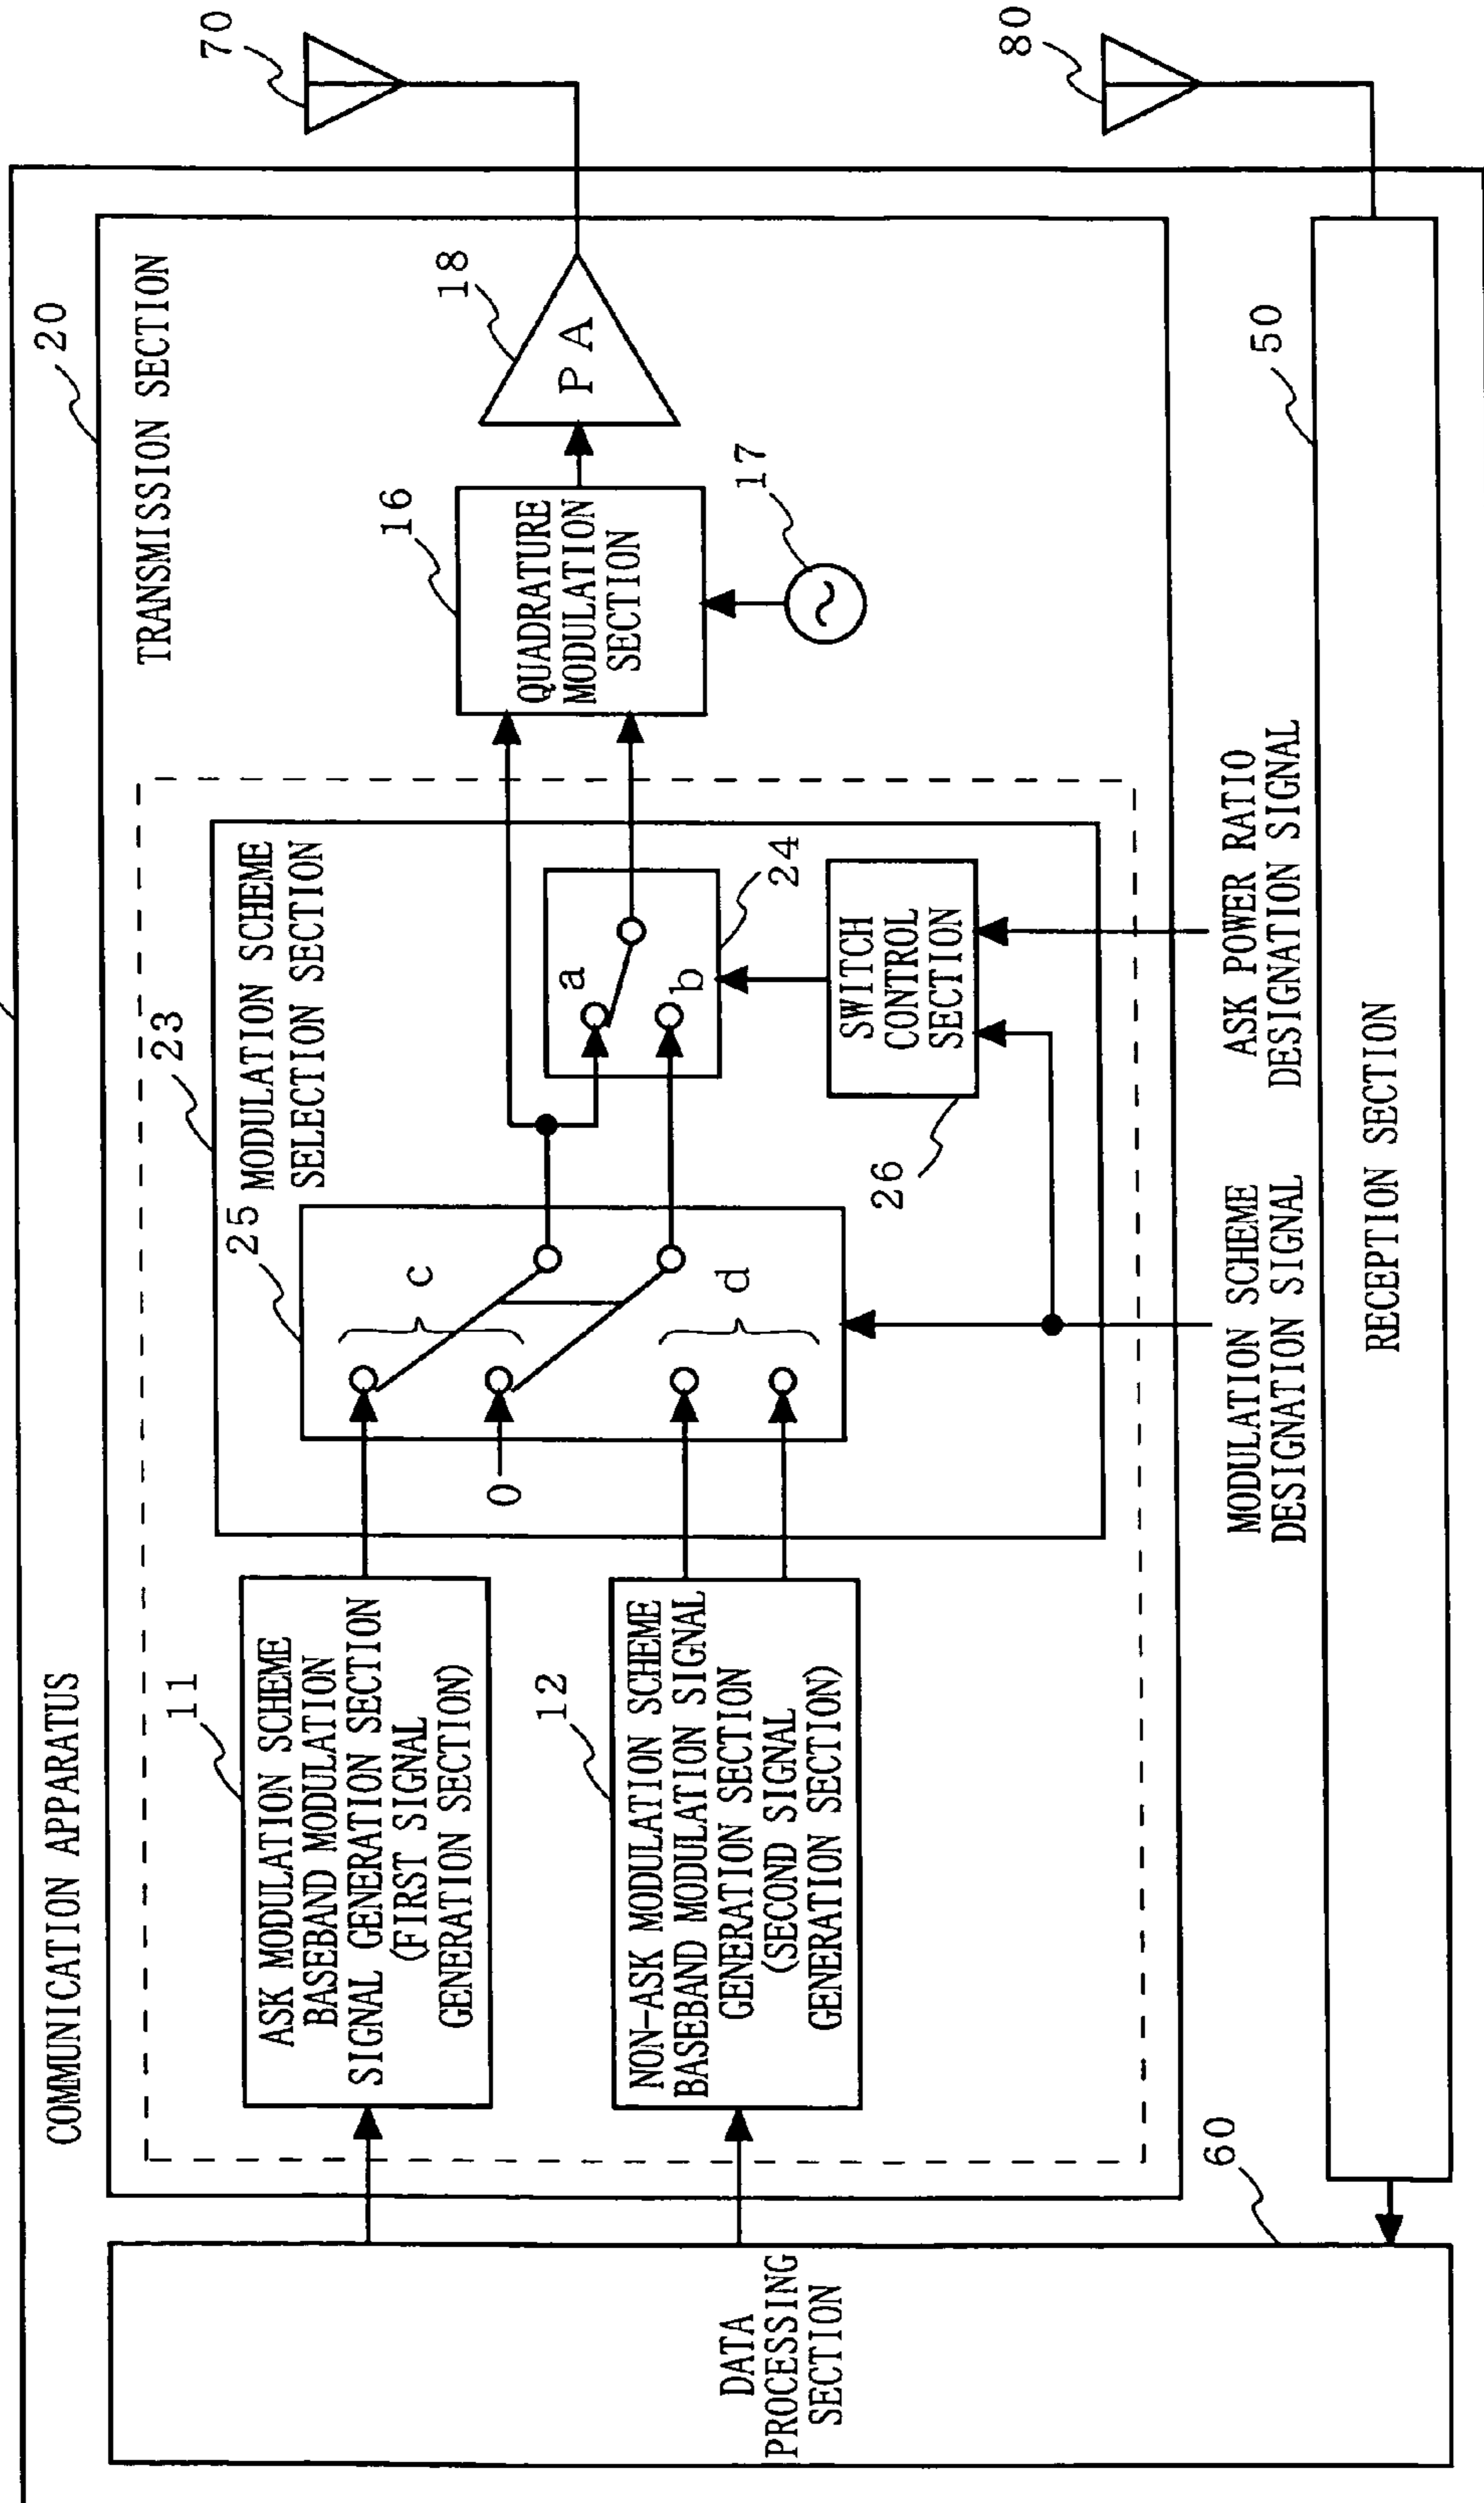 COMMUNICATION APPARATUS
20
TRANSMISSION SECTION
70
80
DATA
PROCESSING
SECTION
60
11
ASK MODULATION SCHEME
BASEBAND MODULATION
SIGNAL GENERATION SECTION
(FIRST SIGNAL
GENERATION SECTION)
12
NON-ASK MODULATION SCHEME
BASEBAND MODULATION SIGNAL
GENERATION SECTION
(SECOND SIGNAL
GENERATION SECTION)
23
MODULATION SCHEME
SELECTION SECTION
25
c
0
d
a
b
24
SWITCH
CONTROL
SECTION
26
16
QUADRATURE
MODULATION
SECTION
17
18
PA
MODULATION SCHEME
DESIGNATION SIGNAL
ASK POWER RATIO
DESIGNATION SIGNAL
50
RECEPTION SECTION